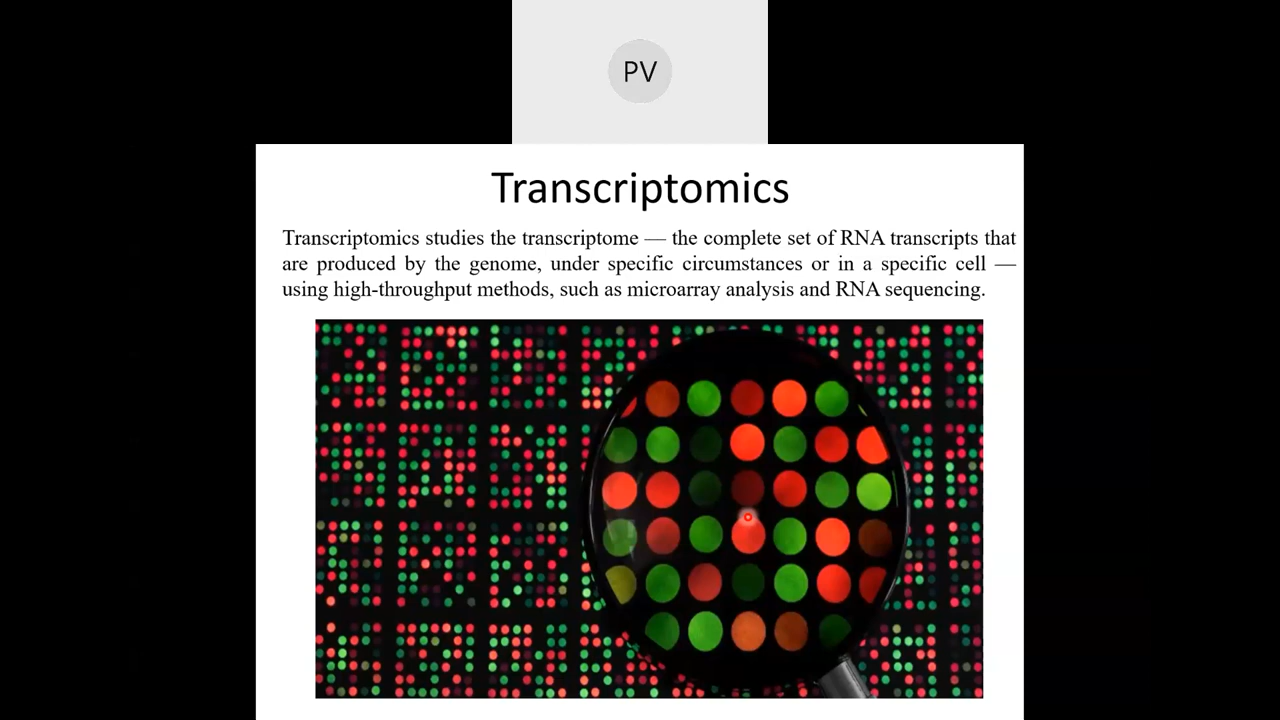 PV
Transcriptomics
Transcriptomics studies the transcriptome — the complete set of RNA transcripts that
are produced by the genome, under specific circumstances or in a specific cell —
using high-throughput methods, such as microarray analysis and RNA sequencing.